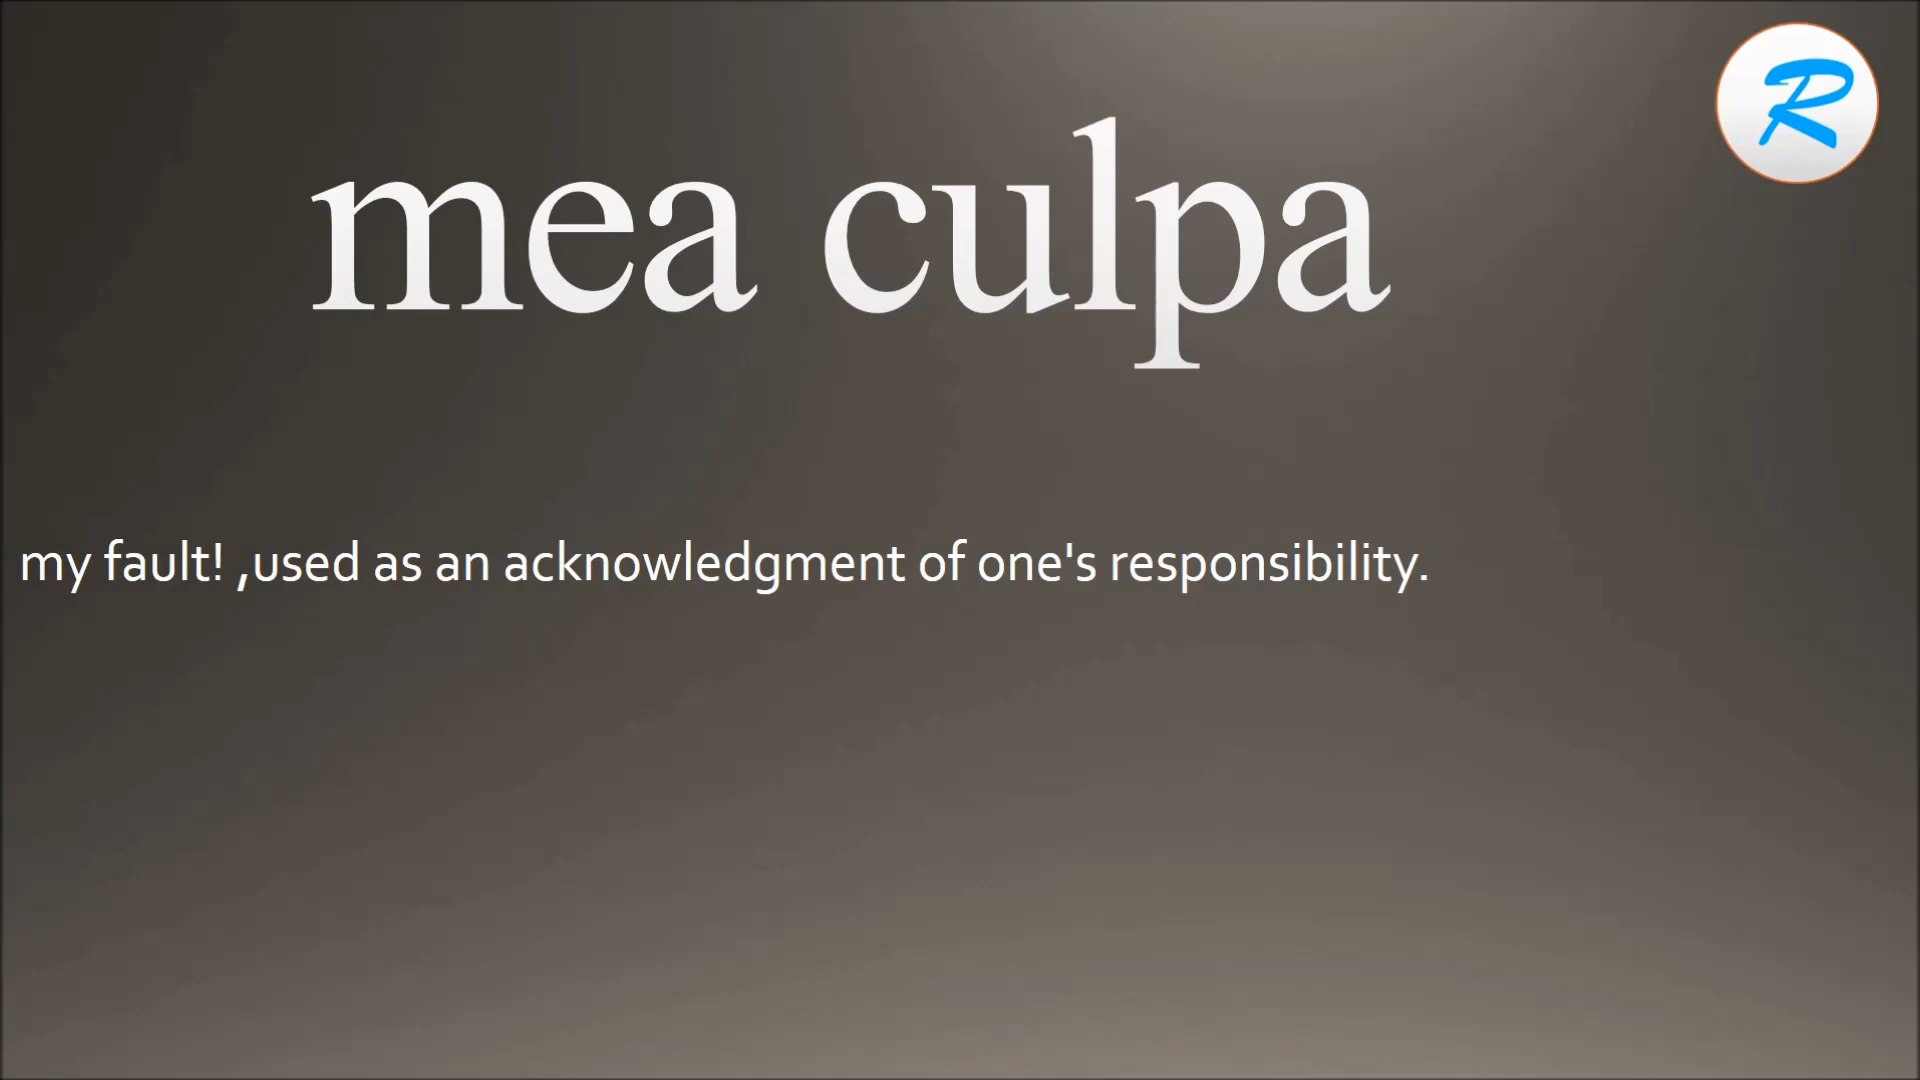 R
mea culpa
my fault! ,used as an acknowledgment of one's responsibility.